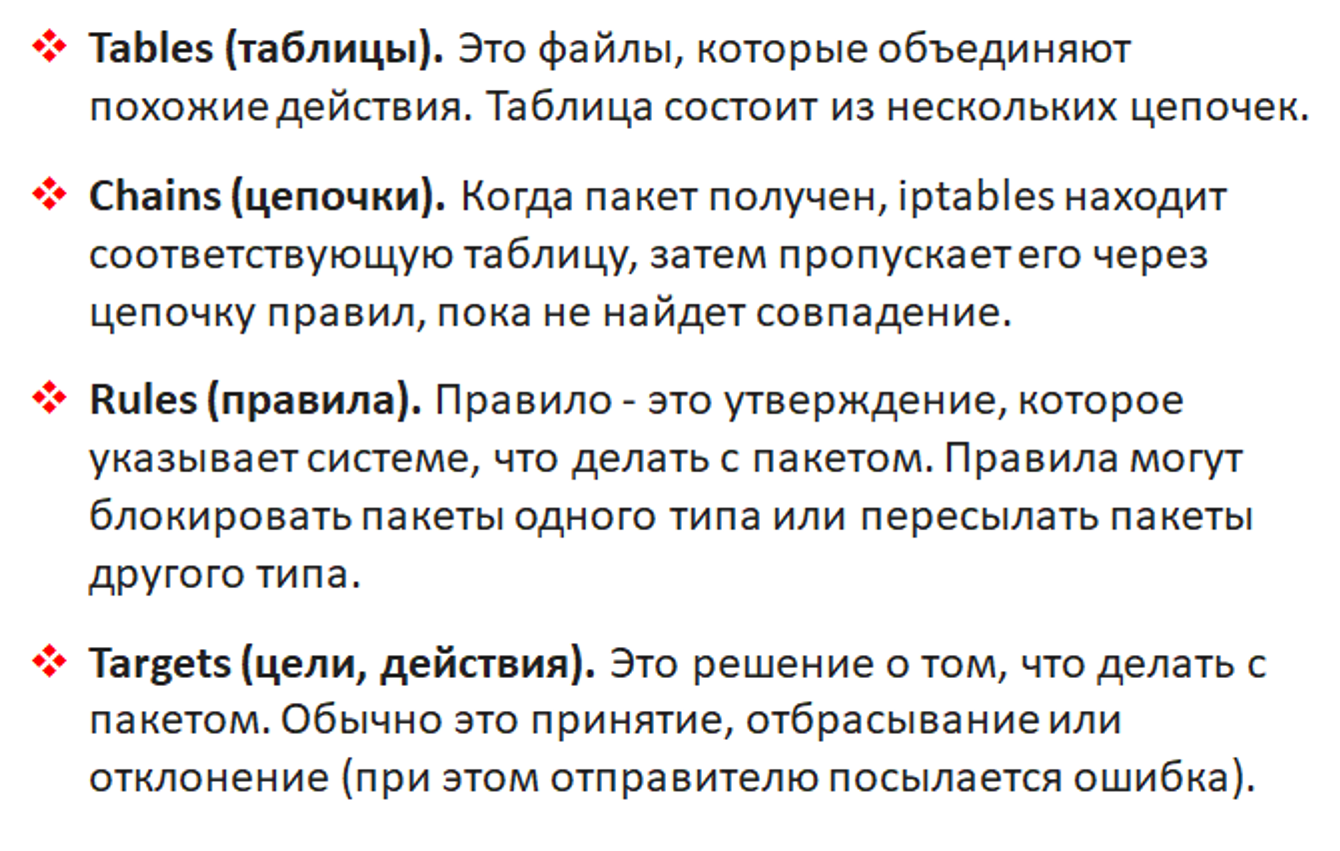 ❖ Tables (таблицы). Это файлы, которые объединяют
похожие действия. Таблица состоит из нескольких цепочек.
❖ Chains (цепочки). Когда пакет получен, iptables находит
соответствующую таблицу, затем пропускает его через
цепочку правил, пока не найдет совпадение.
❖ Rules (правила). Правило - это утверждение, которое
указывает системе, что делать с пакетом. Правила могут
блокировать пакеты одного типа или пересылать пакеты
другого типа.
❖ Targets (цели, действия). Это решение о том, что делать с
пакетом. Обычно это принятие, отбрасывание или
отклонение (при этом отправителю посылается ошибка).